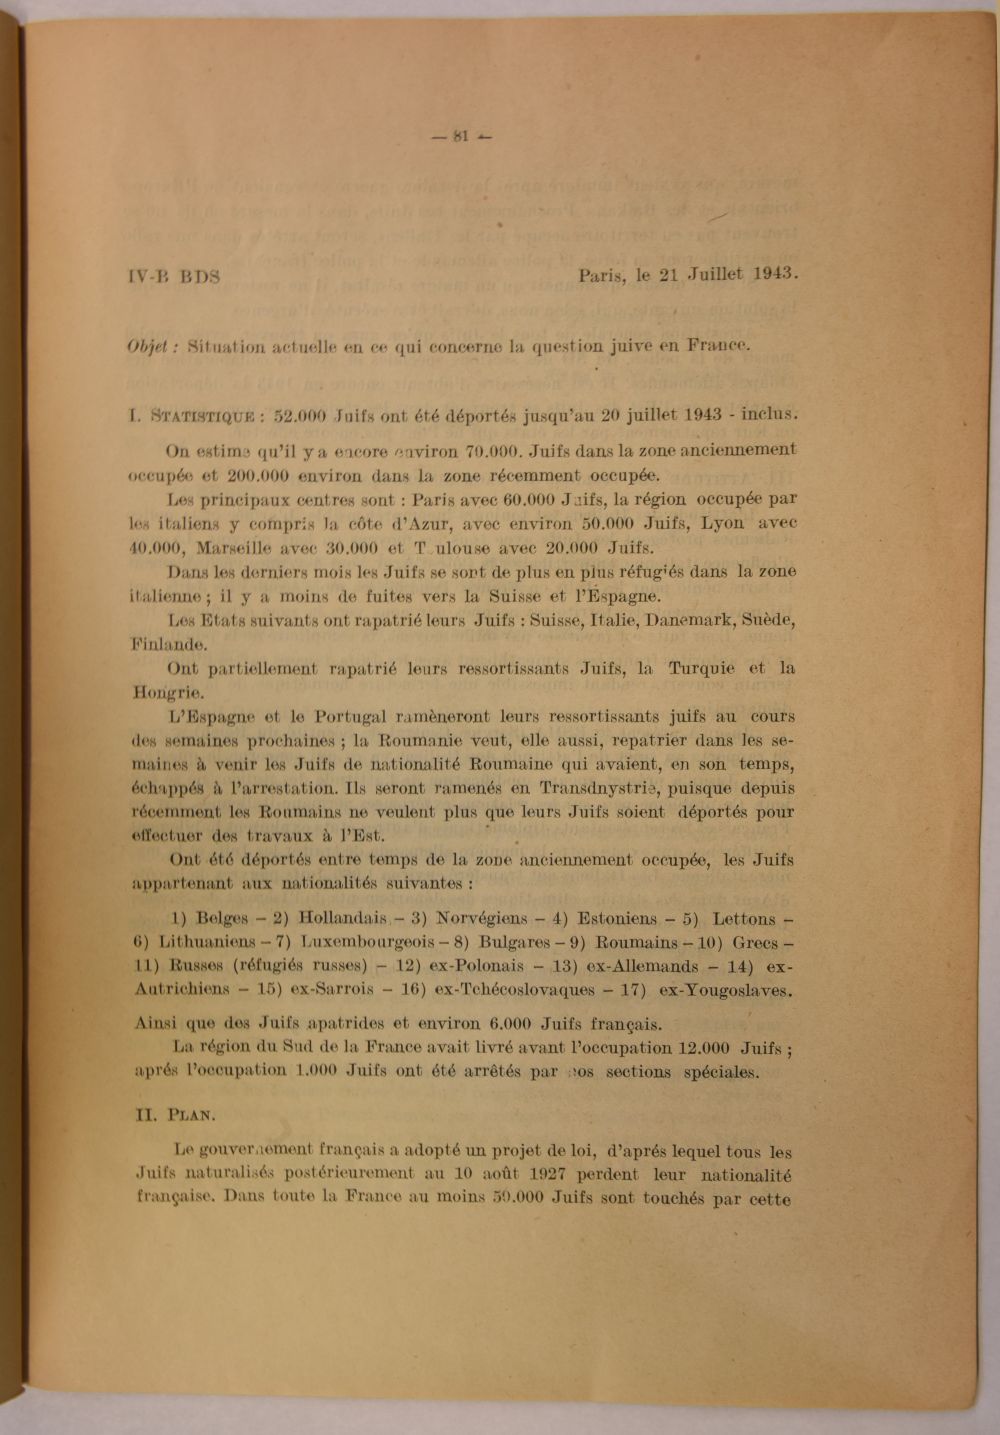 — 81 —
IV-B BDS
Paris, le 21 Juillet 1943.
Objet : Situation actuelle en ce qui concerne la question juive en France.
I. STATISTIQUE : 52.000 Juifs ont été déportés jusqu'au 20 juillet 1943 - inclus.
On estime qu'il y a encore environ 70.000. Juifs dans la zone anciennement
occupée et 200.000 environ dans la zone récemment occupée.
Les principaux centres sont : Paris avec 60.000 Juifs, la région occupée par
les italiens y compris la côte d'Azur, avec environ 50.000 Juifs, Lyon avec
40.000, Marseille avec 30.000 et Toulouse avec 20.000 Juifs.
Dans les derniers mois les Juifs se sont de plus en plus réfugiés dans la zone
italienne ; il y a moins de fuites vers la Suisse et l'Espagne.
Les Etats suivants ont rapatrié leurs Juifs : Suisse, Italie, Danemark, Suède,
Finlande.
Ont partiellement rapatrié leurs ressortissants Juifs, la Turquie et la
Hongrie.
L'Espagne et le Portugal ramèneront leurs ressortissants juifs au cours
des semaines prochaines ; la Roumanie veut, elle aussi, repatrier dans les se-
maines à venir les Juifs de nationalité Roumaine qui avaient, en son temps,
échappés à l'arrestation. Ils seront ramenés en Transdnystrie, puisque depuis
récemment les Roumains ne veulent plus que leurs Juifs soient déportés pour
effectuer des travaux à l'Est.
Ont été déportés entre temps de la zone anciennement occupée, les Juifs
appartenant aux nationalités suivantes :
1) Belges – 2) Hollandais – 3) Norvégiens – 4) Estoniens – 5) Lettons –
6) Lithuaniens – 7) Luxembourgeois – 8) Bulgares – 9) Roumains – 10) Grecs –
11) Russes (réfugiés russes) – 12) ex-Polonais – 13) ex-Allemands – 14) ex-
Autrichiens – 15) ex-Sarrois – 16) ex-Tchécoslovaques – 17) ex-Yougoslaves.
Ainsi que des Juifs apatrides et environ 6.000 Juifs français.
La région du Sud de la France avait livré avant l'occupation 12.000 Juifs ;
aprés l'occupation 1.000 Juifs ont été arrêtés par nos sections spéciales.
II. PLAN.
Le gouvernement français a adopté un projet de loi, d'aprés lequel tous les
Juifs naturalisés postérieurement au 10 août 1927 perdent leur nationalité
française. Dans toute la France au moins 50.000 Juifs sont touchés par cette